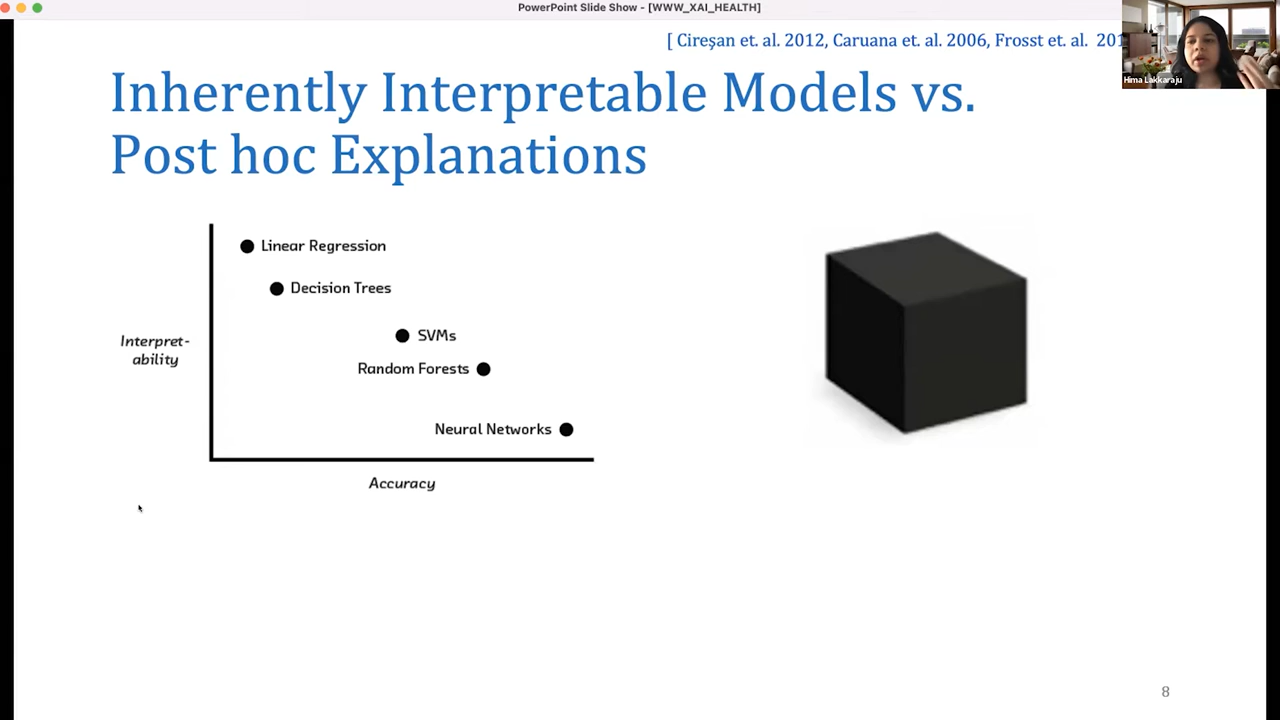 PowerPoint Slide Show - [WWW_XAI_HEALTH]
[ Cireşan et. al. 2012, Caruana et. al. 2006, Frosst et. al. 201
Hima Lakkaraju
Inherently Interpretable Models vs.
Post hoc Explanations
Linear Regression
Decision Trees
SVMs
Interpret-
ability
Random Forests
Neural Networks
Accuracy
8